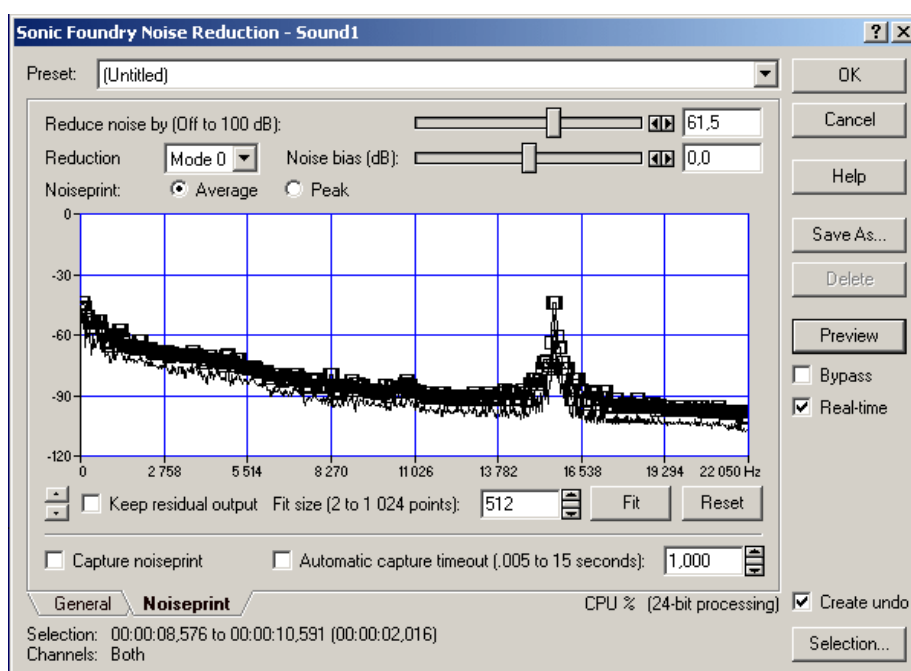 Sonic Foundry Noise Reduction - Sound1
Preset: (Untitled) OK
Reduce noise by (Off to 100 dB): 61,5 Cancel
Reduction Mode 0 Noise bias (dB): 0,0
Help
Noiseprint: Average Peak
0
Save As...
-30
Delete
-60
Preview
Bypass
-90
Real-time
-120
0 2 758 5 514 8 270 11 026 13 782 16 538 19 294 22 050 Hz
Keep residual output Fit size (2 to 1 024 points): 512 Fit Reset
Capture noiseprint Automatic capture timeout (.005 to 15 seconds): 1,000
General Noiseprint CPU % (24-bit processing) Create undo
Selection: 00:00:08,576 to 00:00:10,591 (00:00:02,016)
Channels: Both
Selection...